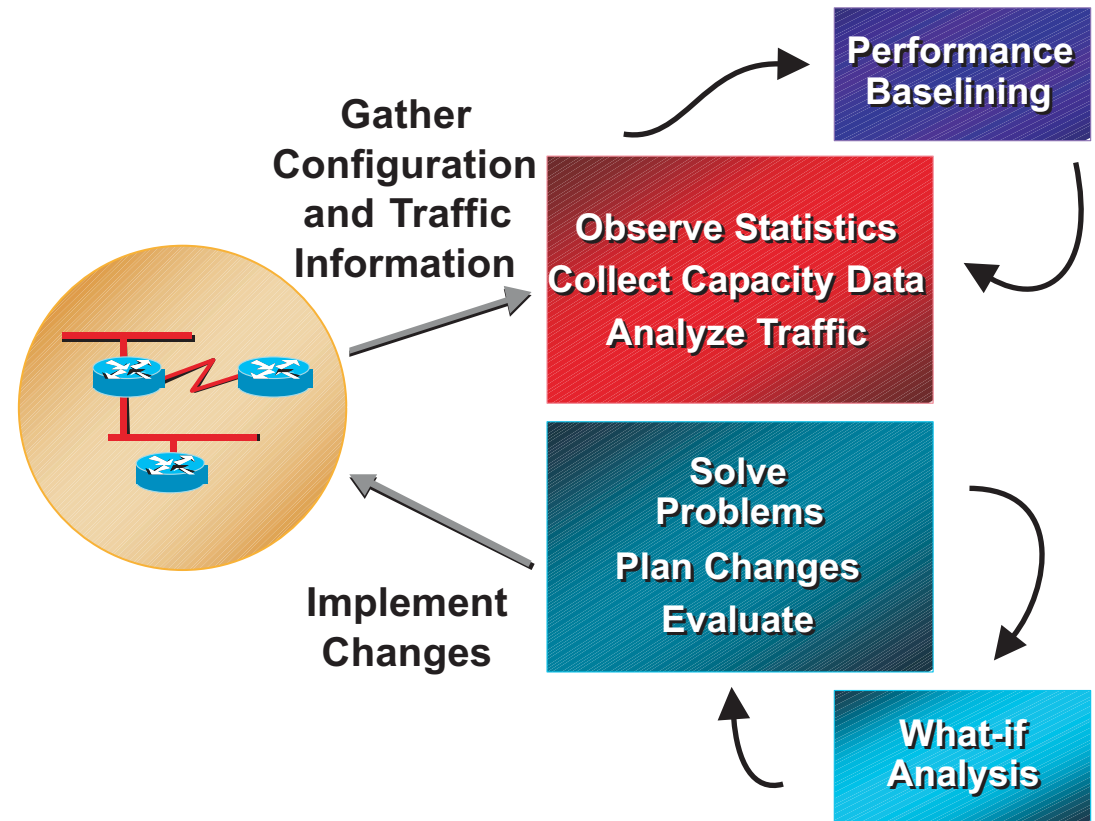 Performance
Baselining
Gather
Configuration
and Traffic
Information
Observe Statistics
Collect Capacity Data
Analyze Traffic
Solve
Problems
Plan Changes
Evaluate
Implement
Changes
What-if
Analysis